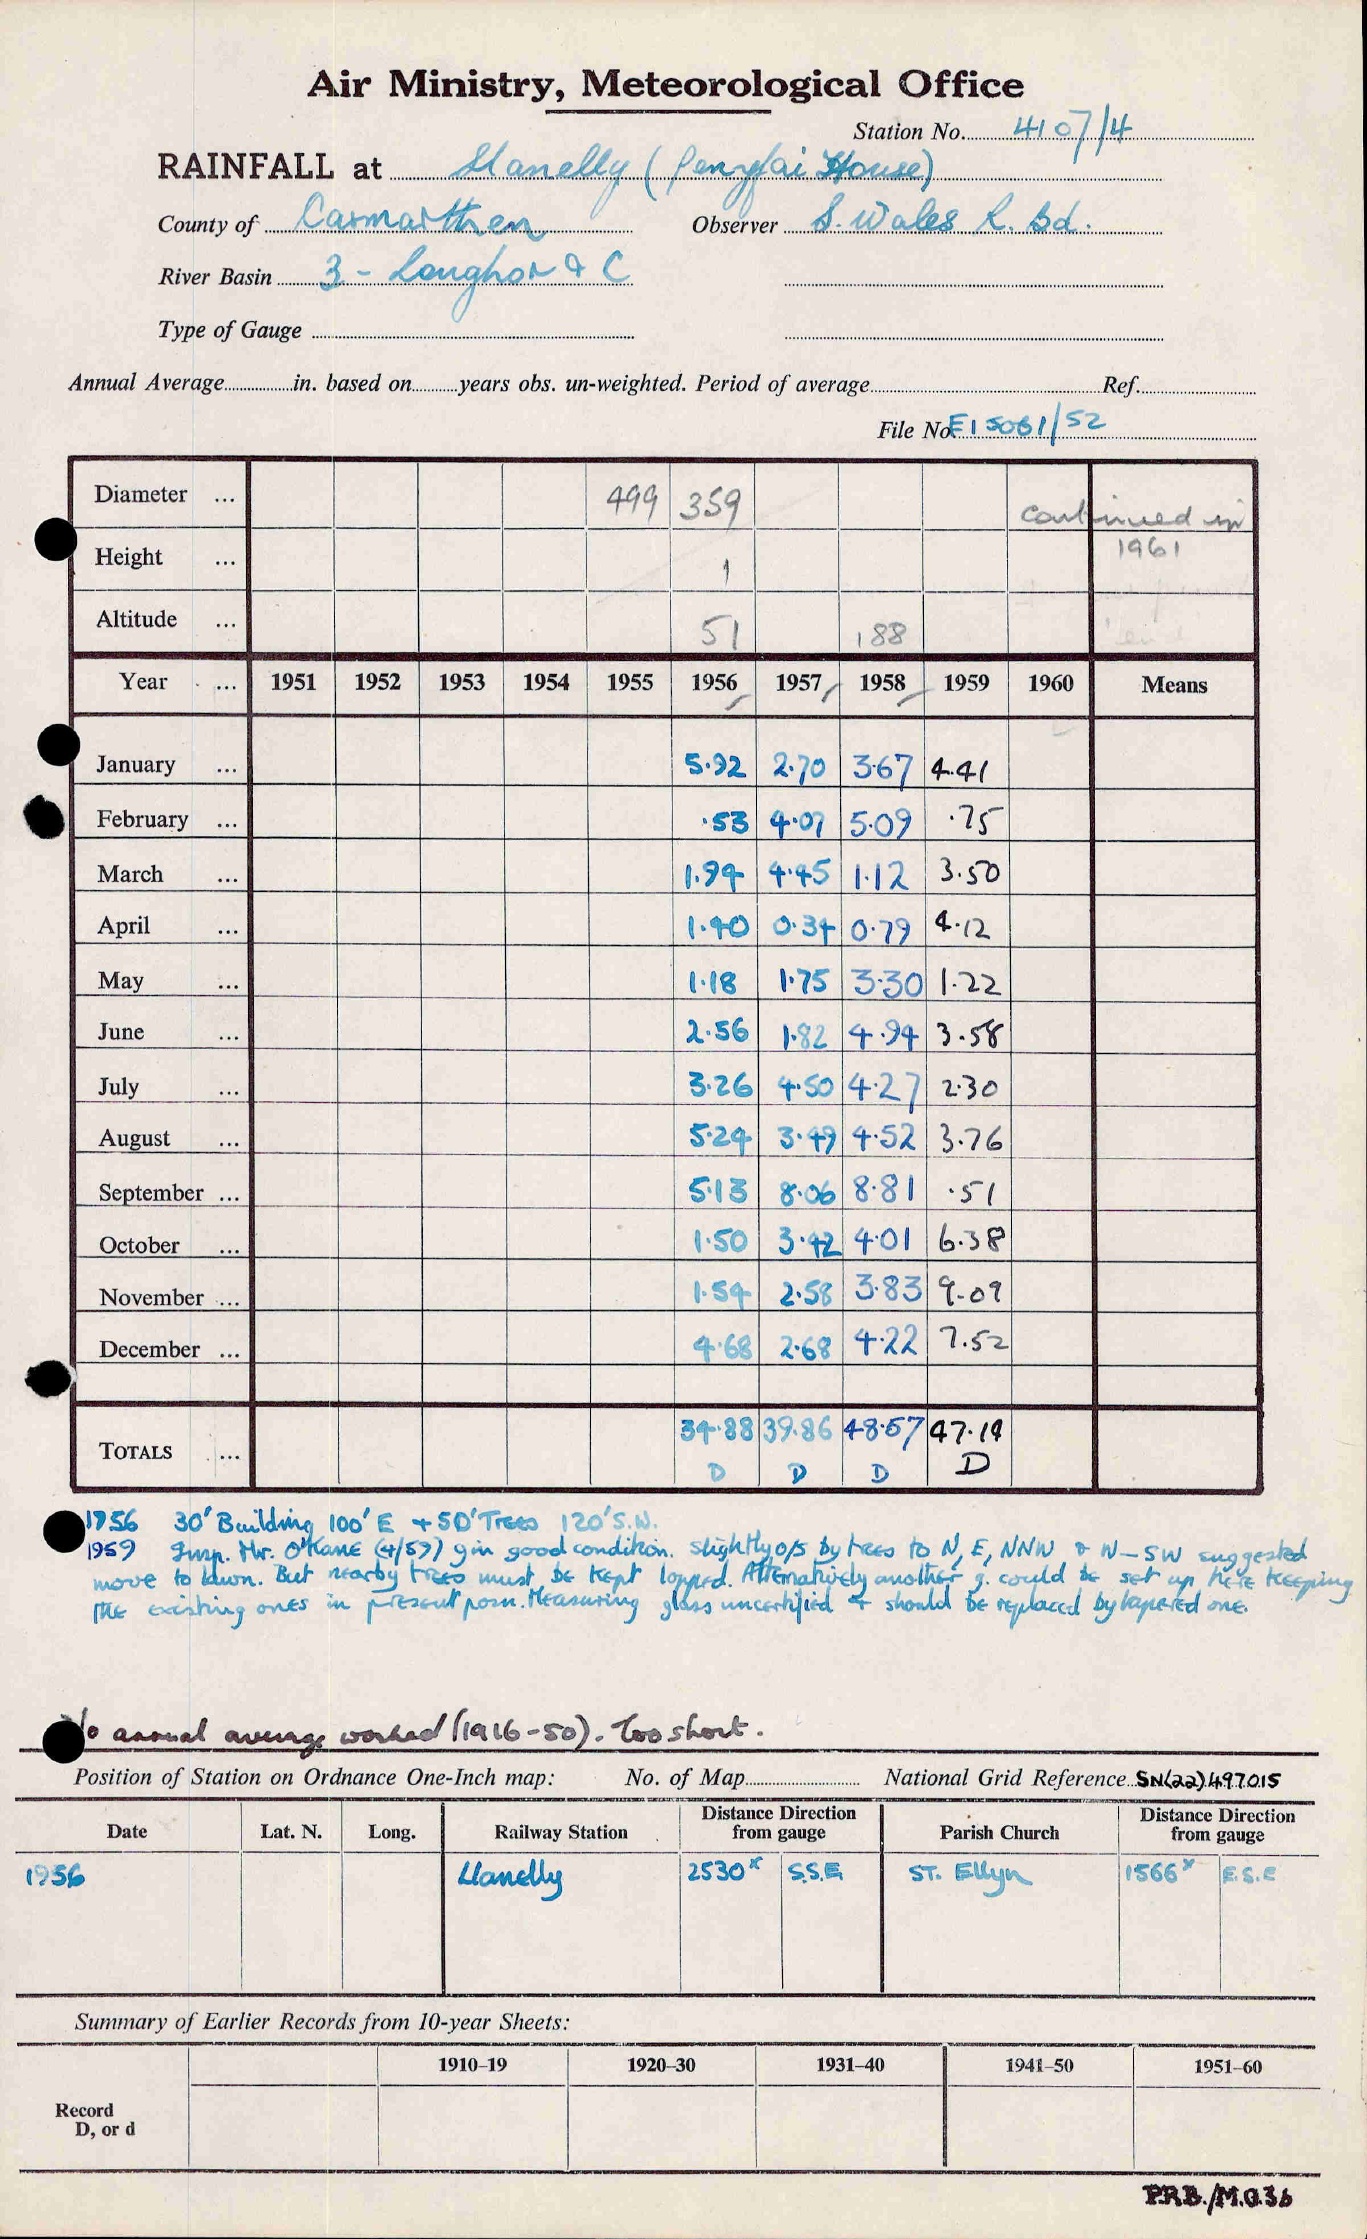 Air Ministry, Meteorological Office
Station No. 4107/4
RAINFALL at Llanelly (Penyfai House)
County of Carmarthen Observer S. Wales R. Bd.
River Basin 3 - Loughor & C
Type of Gauge
Annual Average in. based on years obs. un-weighted. Period of average Ref.
File No. E15061/52
Diameter ... 499 359 continued in
Height ... 1 1961
Altitude ... 51 188
Year ... 1951 1952 1953 1954 1955 1956 1957 1958 1959 1960 Means
January ... 5.92 2.70 3.67 4.41
February ... .53 4.07 5.09 .75
March ... 1.94 4.45 1.12 3.50
April ... 1.40 0.34 0.79 4.12
May ... 1.18 1.75 3.30 1.22
June ... 2.56 1.82 4.94 3.58
July ... 3.26 4.50 4.27 2.30
August ... 5.24 3.49 4.52 3.76
September ... 5.13 8.06 8.81 .51
October ... 1.50 3.42 4.01 6.38
November ... 1.54 2.58 3.83 9.09
December ... 4.68 2.68 4.22 7.52
TOTALS ... 34.88 39.86 48.57 47.14
D D D D
1956 30' Building 100' E + 50' Trees 120' S.W.
1959 Insp. Mr. O'Kane (4/59) g in good condition. slightly o/s by trees to N, E, NNW & W-SW suggested
move to lawn. But nearby trees must be kept lopped. Alternatively another g. could be set up here keeping
the existing ones in present posn. Measuring glass uncertified & should be replaced by tapered one.
No annual average worked (1916-50). Too short.
Position of Station on Ordnance One-Inch map: No. of Map National Grid Reference SN(22)497015
Date Lat. N. Long. Railway Station Distance Direction from gauge Parish Church Distance Direction from gauge
1956 Llanelly 2530ˣ S.S.E St. Ellyn 1566ˣ E.S.E
Summary of Earlier Records from 10-year Sheets:
1910–19 1920–30 1931–40 1941–50 1951–60
Record
D, or d
P.R.B./M.O.3b